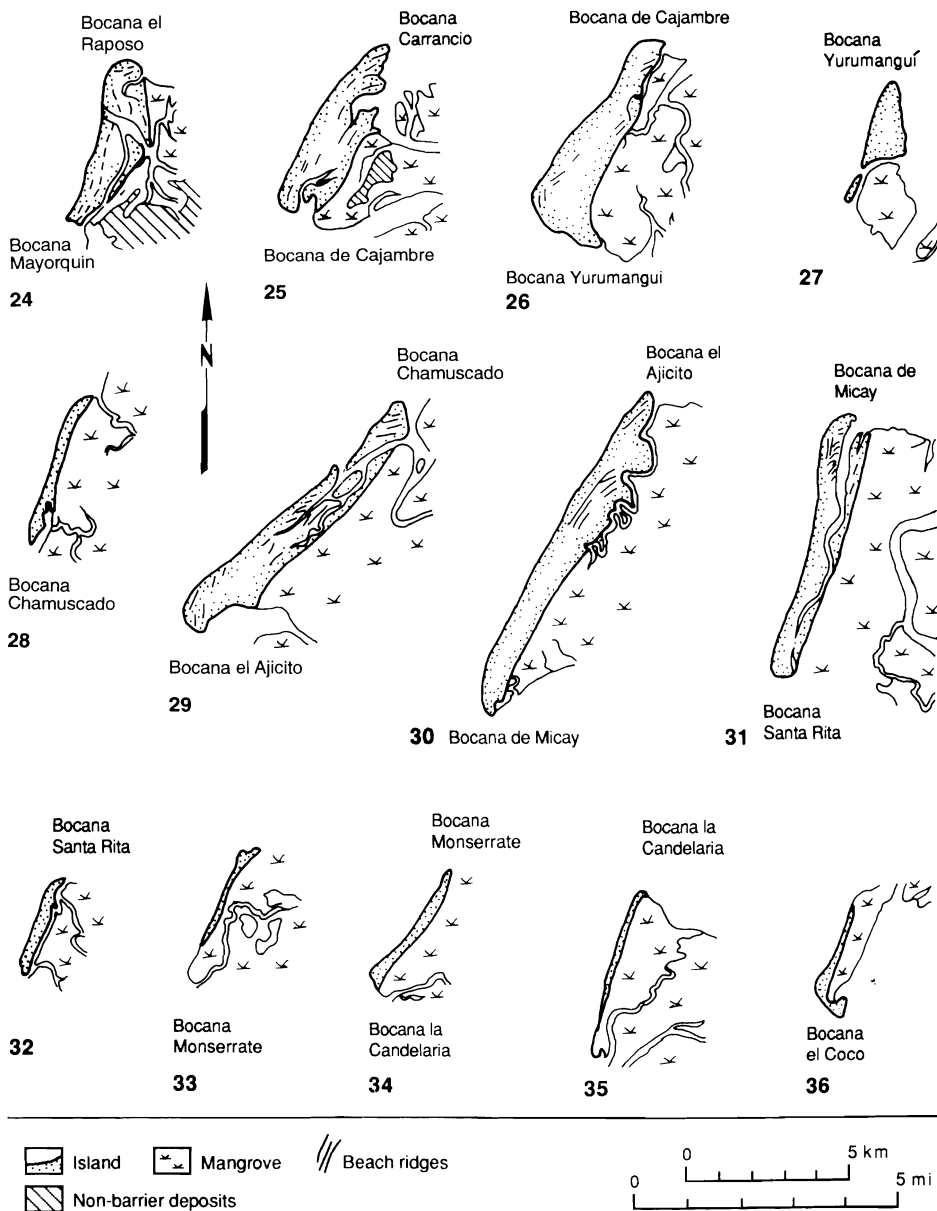 Bocana el
Raposo
Bocana
Mayorquin
24
Bocana
Carrancio
Bocana de Cajambre
25
Bocana de Cajambre
Bocana Yurumangui
26
Bocana
Yurumanguí
27
N
Bocana
Chamuscado
28
Bocana
Chamuscado
Bocana el Ajicito
29
Bocana el
Ajicito
30 Bocana de Micay
Bocana de
Micay
31 Bocana
Santa Rita
Bocana
Santa Rita
32
Bocana
Monserrate
33
Bocana
Monserrate
Bocana la
Candelaria
34
Bocana la
Candelaria
35
Bocana
el Coco
36
Island
Mangrove
Beach ridges
Non-barrier deposits
0 5 km
0 5 mi